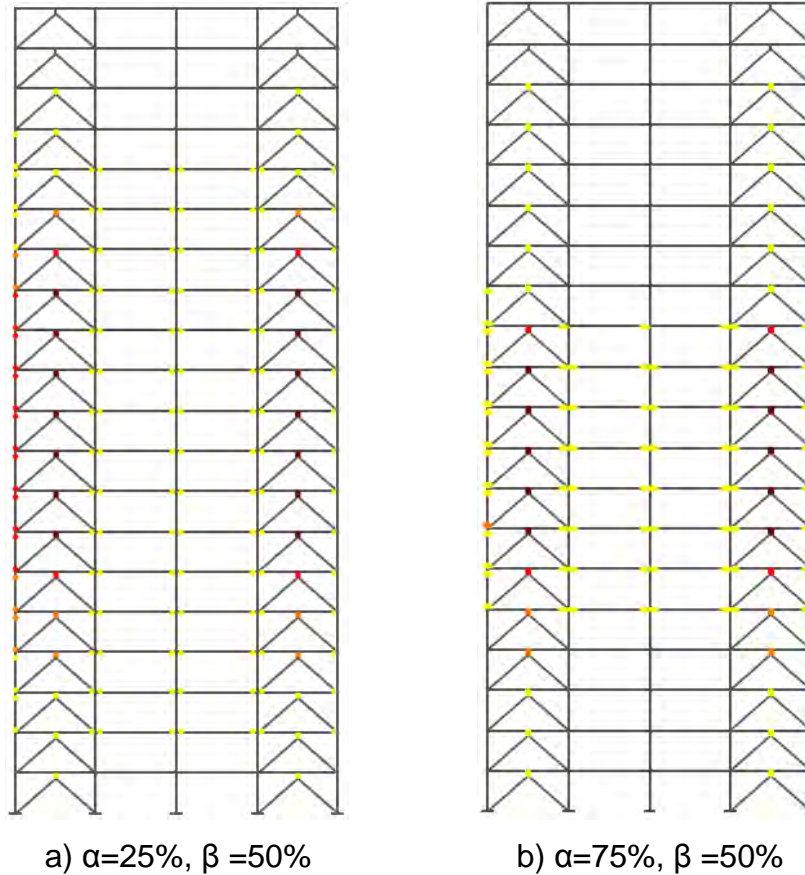 a) α=25%, β =50%
b) α=75%, β =50%